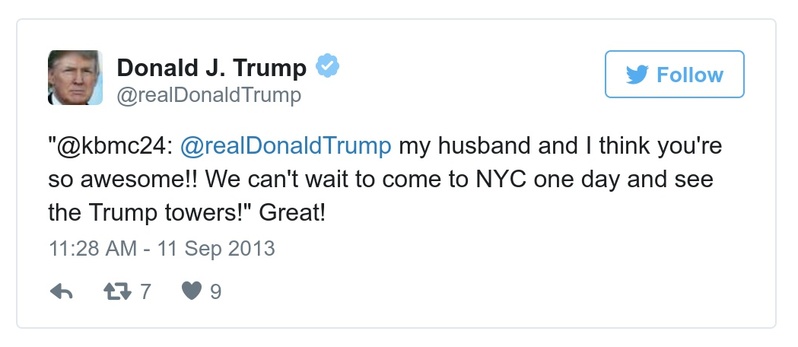 Donald J. Trump
@realDonaldTrump
Follow
"@kbmc24: @realDonaldTrump my husband and I think you're
so awesome!! We can't wait to come to NYC one day and see
the Trump towers!" Great!
11:28 AM - 11 Sep 2013
7 9